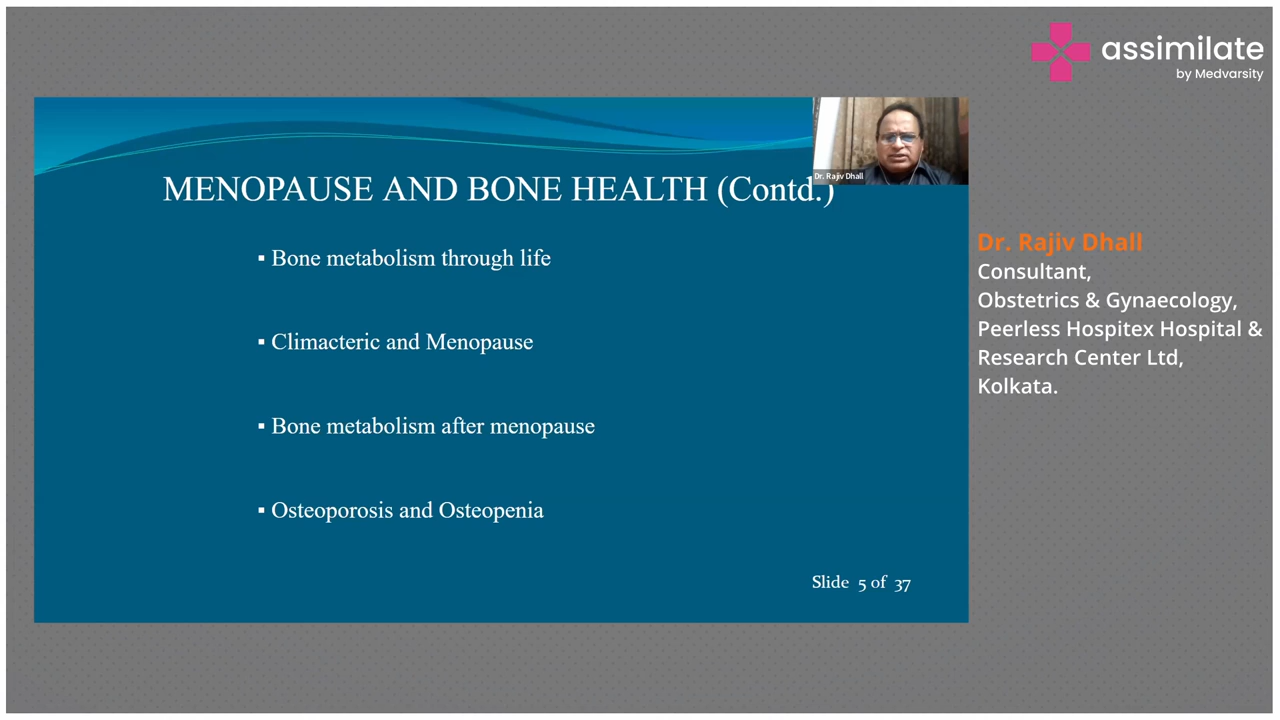 assimilate
by Medvarsity
Dr. Rajiv Dhall
MENOPAUSE AND BONE HEALTH (Contd.)
▪ Bone metabolism through life
▪ Climacteric and Menopause
▪ Bone metabolism after menopause
▪ Osteoporosis and Osteopenia
Slide 5 of 37
Dr. Rajiv Dhall
Consultant,
Obstetrics & Gynaecology,
Peerless Hospitex Hospital &
Research Center Ltd,
Kolkata.